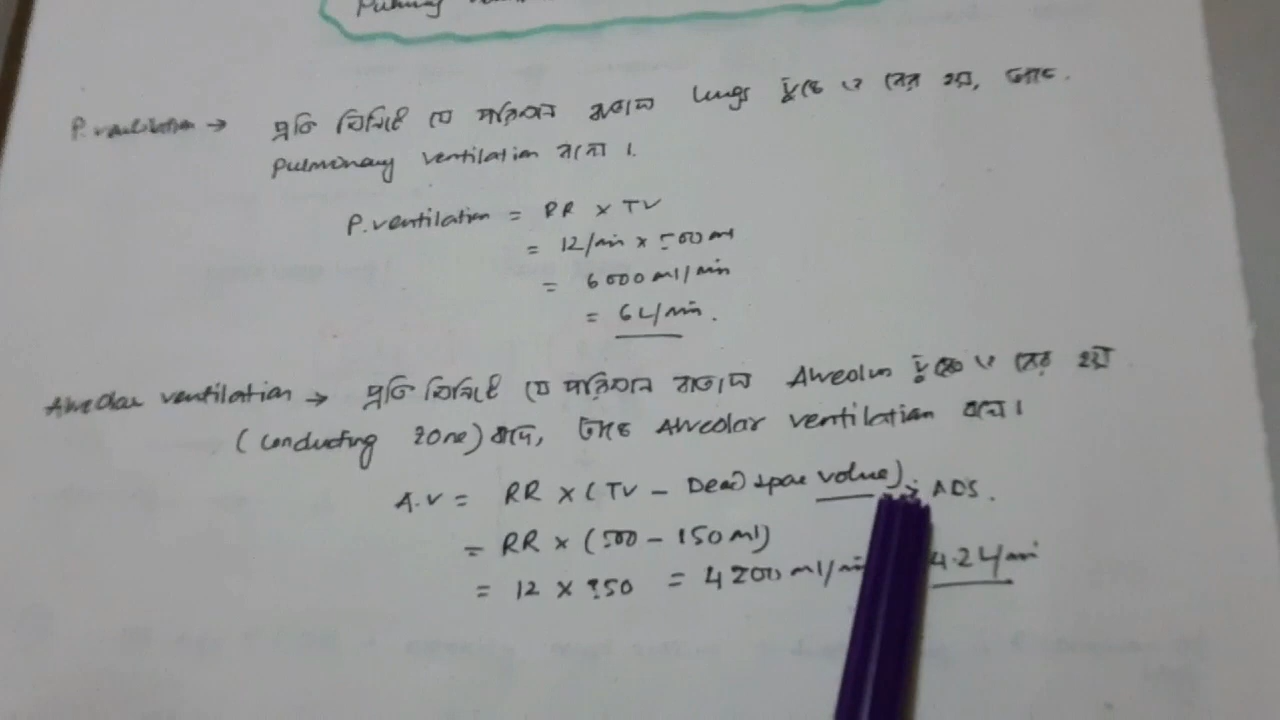 P. ventilation → প্রতি মিনিটে যে পরিমান বাতাস lungs ঢুকে ও বের হয়, তাকে
Pulmonary ventilation বলে ।
P. ventilation = RR × TV
= 12/min × 500 ml
= 6000 ml/min
= 6L/min.
Alveolar ventilation → প্রতি মিনিটে যে পরিমান বাতাস Alveolus ঢুকে ও বের হয়
(conducting zone) বাদে, তাকে Alveolar ventilation বলে ।
A.V = RR × (TV - Dead space volume) → ADS.
= RR × (500 - 150 ml)
= 12 × 350 = 4200 ml/min 4.2L/min